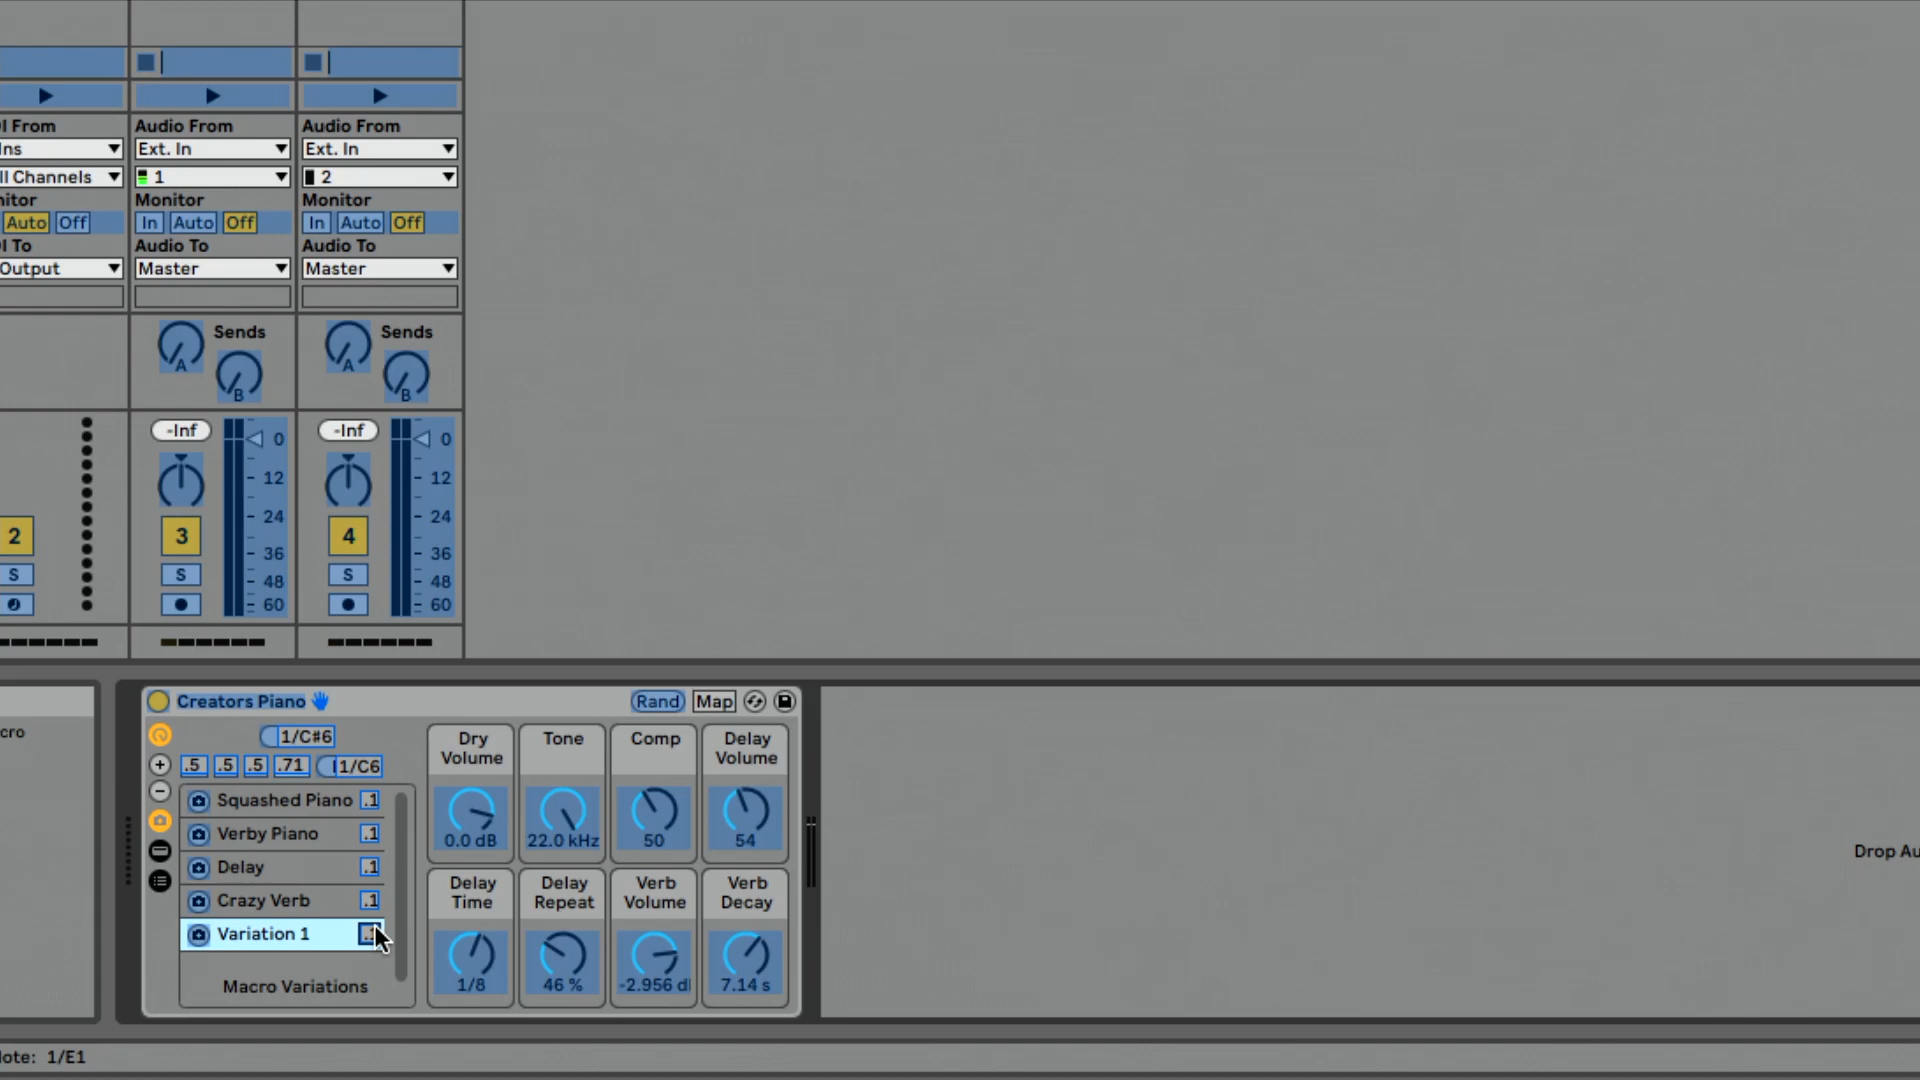 I From
Audio From
Audio From
Ins
Ext. In
Ext. In
ll Channels
1
2
nitor
Monitor
Monitor
Auto
Off
In
Auto
Off
In
Auto
Off
I To
Audio To
Audio To
Output
Master
Master
Sends
Sends
A
B
A
B
-Inf
-Inf
0
0
12
12
24
24
2
3
4
36
36
S
S
S
48
48
60
60
Creators Piano
Rand
Map
cro
1/C#6
.5
.5
.5
.71
1/C6
Squashed Piano
.1
Verby Piano
.1
Delay
.1
Crazy Verb
.1
Variation 1
Macro Variations
Dry
Volume
Tone
Comp
Delay
Volume
0.0 dB
22.0 kHz
50
54
Delay
Time
Delay
Repeat
Verb
Volume
Verb
Decay
1/8
46 %
-2.956 d
7.14 s
Drop Au
lote: 1/E1